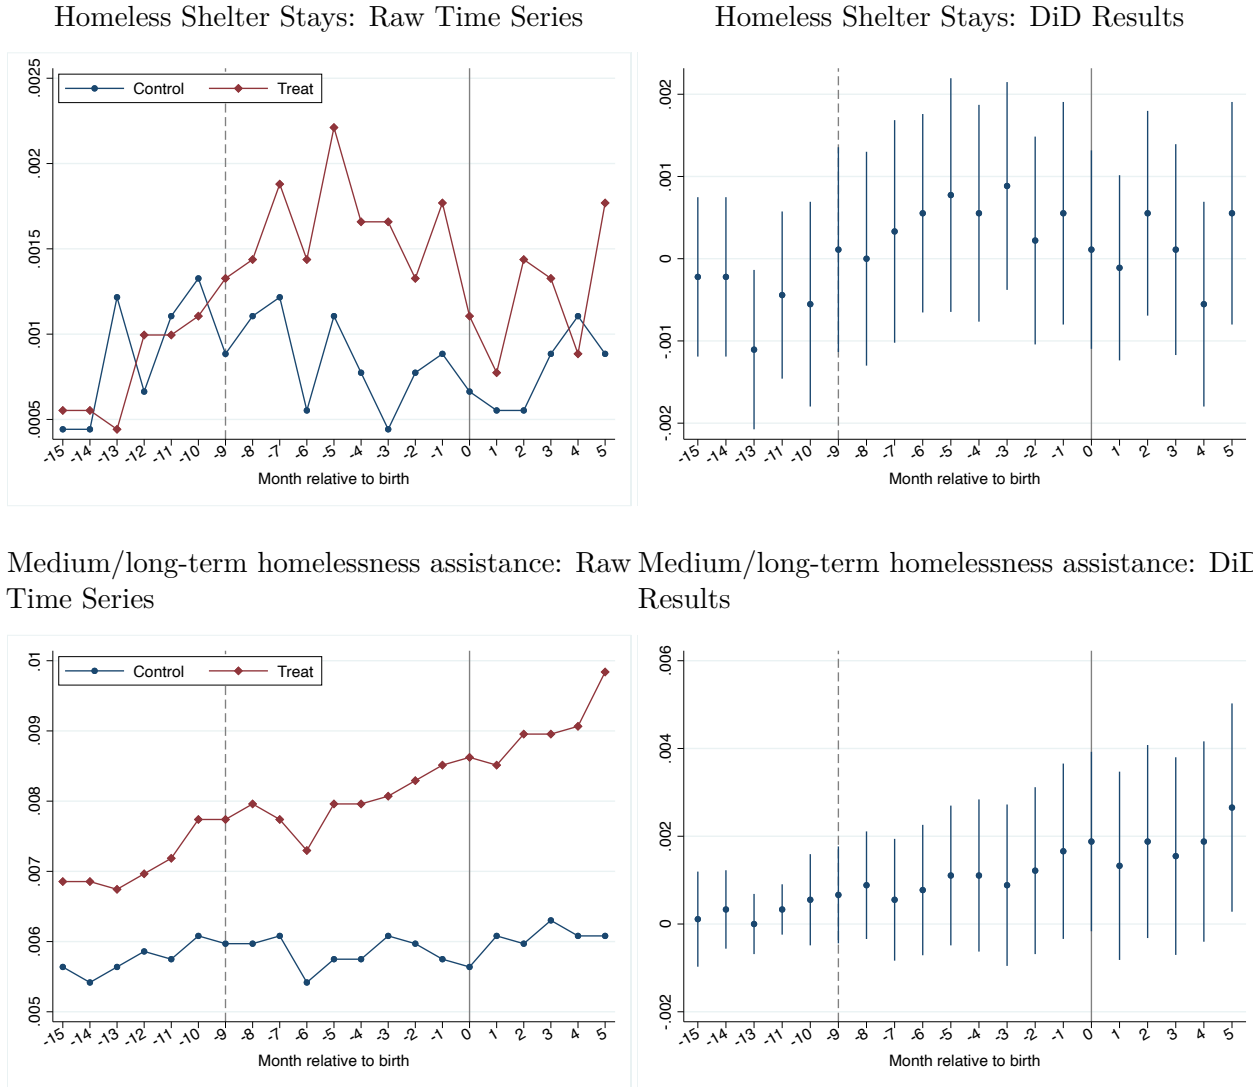 Homeless Shelter Stays: Raw Time Series
Homeless Shelter Stays: DiD Results
Control Treat
.0025
.002
.0015
.001
.0005
-15 -14 -13 -12 -11 -10 -9 -8 -7 -6 -5 -4 -3 -2 -1 0 1 2 3 4 5
Month relative to birth
.002
.001
0
-.001
-.002
-15 -14 -13 -12 -11 -10 -9 -8 -7 -6 -5 -4 -3 -2 -1 0 1 2 3 4 5
Month relative to birth
Medium/long-term homelessness assistance: Raw
Time Series
Medium/long-term homelessness assistance: DiD
Results
Control Treat
.01
.009
.008
.007
.006
.005
-15 -14 -13 -12 -11 -10 -9 -8 -7 -6 -5 -4 -3 -2 -1 0 1 2 3 4 5
Month relative to birth
.006
.004
.002
0
-.002
-15 -14 -13 -12 -11 -10 -9 -8 -7 -6 -5 -4 -3 -2 -1 0 1 2 3 4 5
Month relative to birth